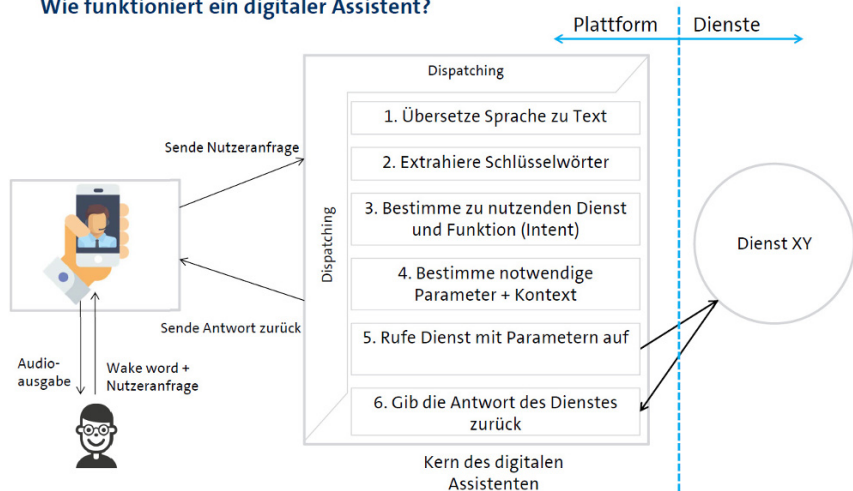 Wie funktioniert ein digitaler Assistent?
Plattform
Dienste
Dispatching
Dispatching
1. Übersetze Sprache zu Text
2. Extrahiere Schlüsselwörter
3. Bestimme zu nutzenden Dienst
und Funktion (Intent)
4. Bestimme notwendige
Parameter + Kontext
5. Rufe Dienst mit Parametern auf
6. Gib die Antwort des Dienstes
zurück
Sende Nutzeranfrage
Sende Antwort zurück
Audio-
ausgabe
Wake word +
Nutzeranfrage
Dienst XY
Kern des digitalen
Assistenten